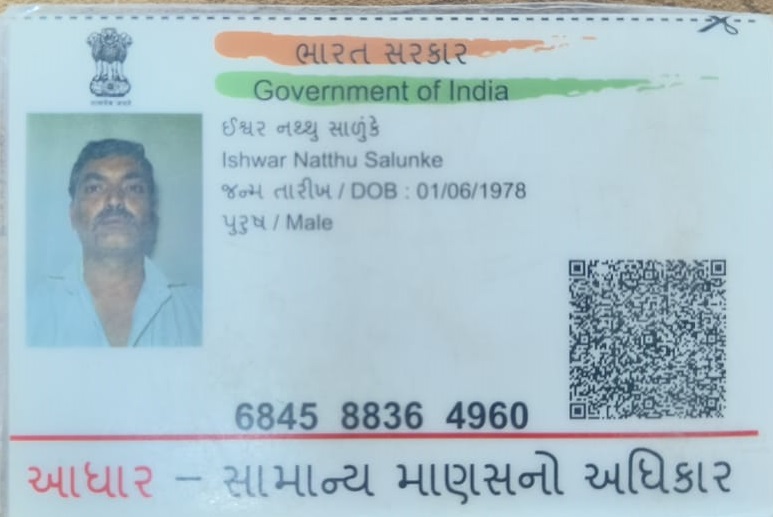 ભારત સરકાર
Government of India
ઈશ્વર નથ્થુ સાળુંકે
Ishwar Natthu Salunke
જન્મ તારીખ / DOB : 01/06/1978
પુરુષ / Male
6845 8836 4960
આધાર – સામાન્ય માણસનો અધિકાર